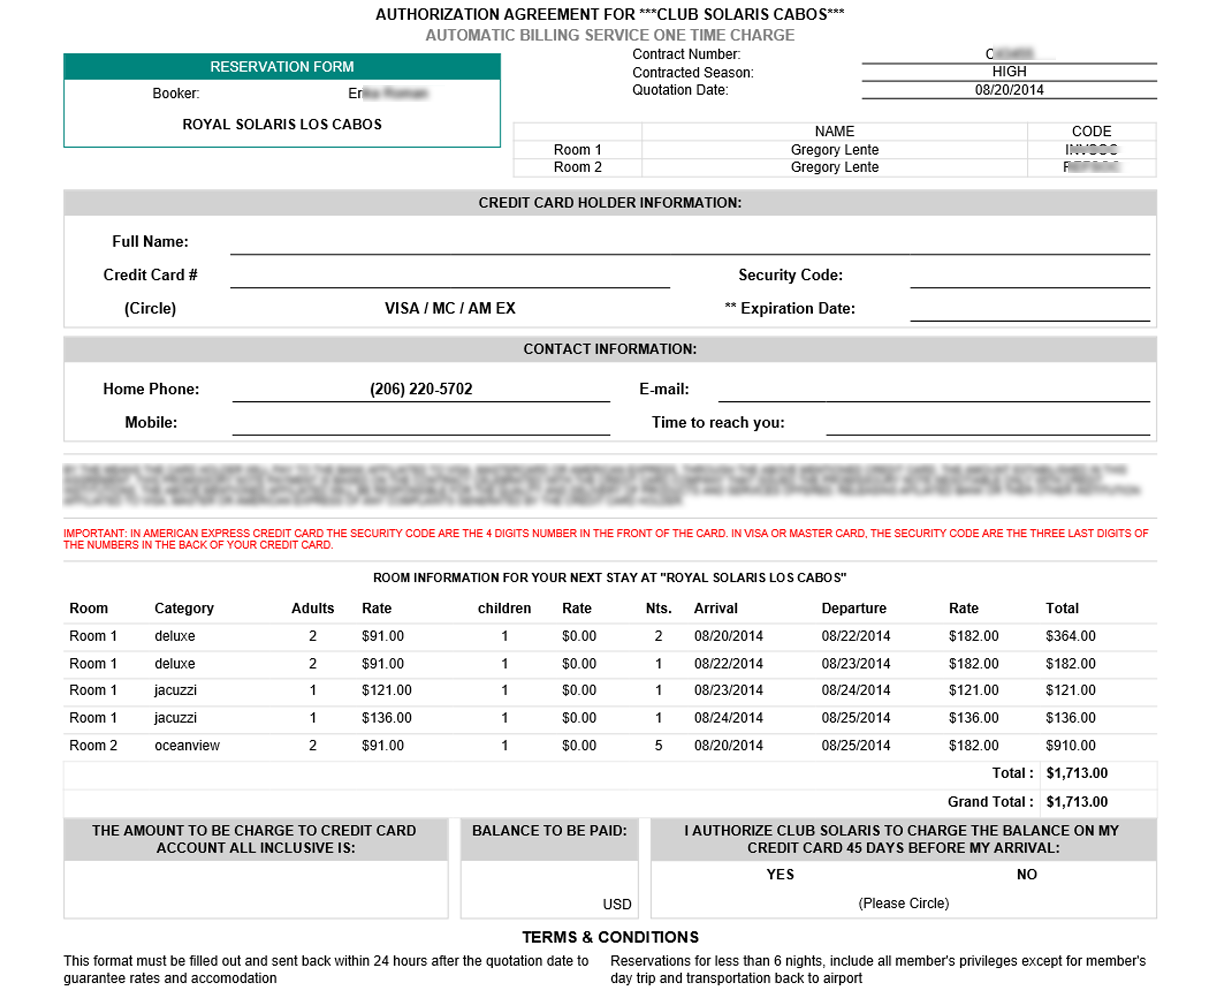 AUTHORIZATION AGREEMENT FOR ***CLUB SOLARIS CABOS***
AUTOMATIC BILLING SERVICE ONE TIME CHARGE
RESERVATION FORM
Booker:
ROYAL SOLARIS LOS CABOS
Contract Number:
Contracted Season: HIGH
Quotation Date: 08/20/2014
NAME CODE
Room 1 Gregory Lente
Room 2 Gregory Lente
CREDIT CARD HOLDER INFORMATION:
Full Name:
Credit Card # Security Code:
(Circle) VISA / MC / AM EX ** Expiration Date:
CONTACT INFORMATION:
Home Phone: (206) 220-5702 E-mail:
Mobile: Time to reach you:
IMPORTANT: IN AMERICAN EXPRESS CREDIT CARD THE SECURITY CODE ARE THE 4 DIGITS NUMBER IN THE FRONT OF THE CARD. IN VISA OR MASTER CARD, THE SECURITY CODE ARE THE THREE LAST DIGITS OF
THE NUMBERS IN THE BACK OF YOUR CREDIT CARD.
ROOM INFORMATION FOR YOUR NEXT STAY AT "ROYAL SOLARIS LOS CABOS"
Room Category Adults Rate children Rate Nts. Arrival Departure Rate Total
Room 1 deluxe 2 $91.00 1 $0.00 2 08/20/2014 08/22/2014 $182.00 $364.00
Room 1 deluxe 2 $91.00 1 $0.00 1 08/22/2014 08/23/2014 $182.00 $182.00
Room 1 jacuzzi 1 $121.00 1 $0.00 1 08/23/2014 08/24/2014 $121.00 $121.00
Room 1 jacuzzi 1 $136.00 1 $0.00 1 08/24/2014 08/25/2014 $136.00 $136.00
Room 2 oceanview 2 $91.00 1 $0.00 5 08/20/2014 08/25/2014 $182.00 $910.00
Total : $1,713.00
Grand Total : $1,713.00
THE AMOUNT TO BE CHARGE TO CREDIT CARD
ACCOUNT ALL INCLUSIVE IS:
BALANCE TO BE PAID:
USD
I AUTHORIZE CLUB SOLARIS TO CHARGE THE BALANCE ON MY
CREDIT CARD 45 DAYS BEFORE MY ARRIVAL:
YES NO
(Please Circle)
TERMS & CONDITIONS
This format must be filled out and sent back within 24 hours after the quotation date to
guarantee rates and accomodation
Reservations for less than 6 nights, include all member's privileges except for member's
day trip and transportation back to airport